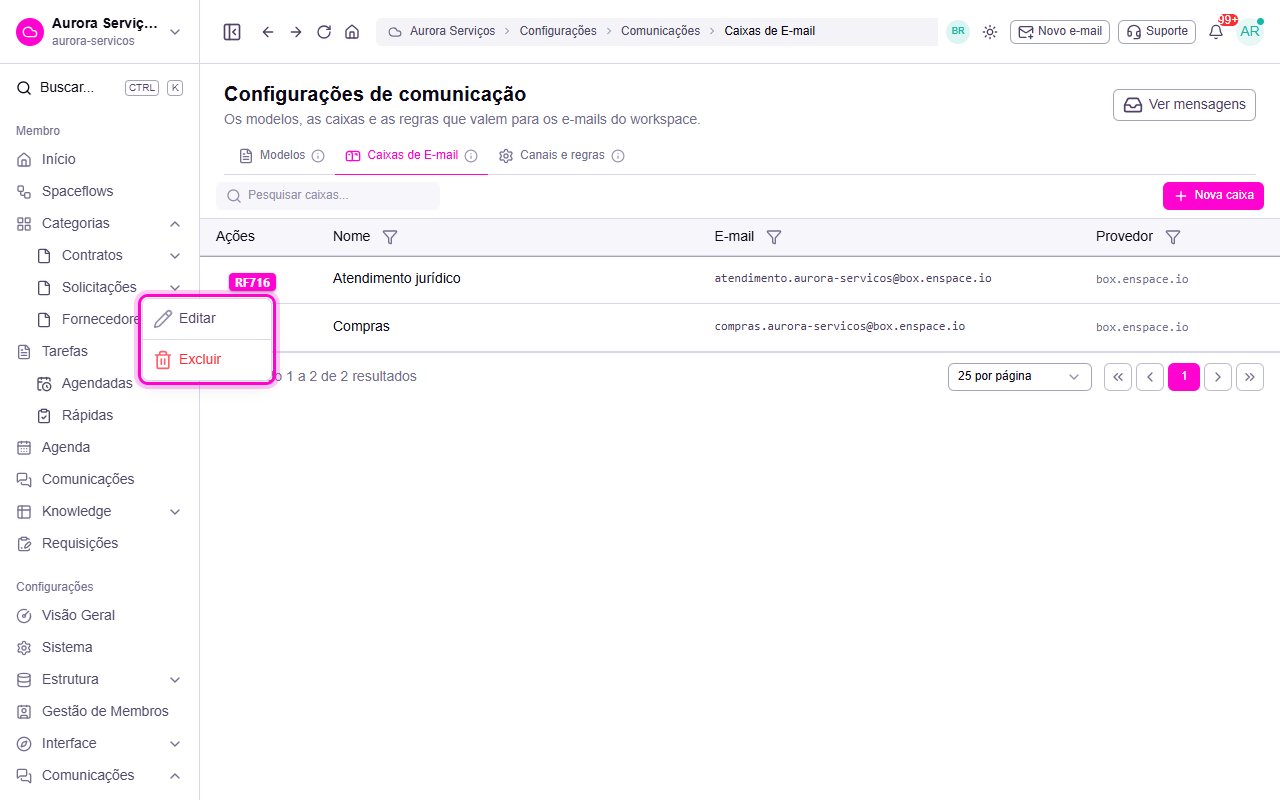 Aurora Serviç...
aurora-servicos
Buscar...
CTRL
K
Membro
Início
Spaceflows
Categorias
Contratos
Solicitações
Fornecedore
Tarefas
Agendadas
Rápidas
Agenda
Comunicações
Knowledge
Requisições
Configurações
Visão Geral
Sistema
Estrutura
Gestão de Membros
Interface
Comunicações
Aurora Serviços
Configurações
Comunicações
Caixas de E-mail
BR
Novo e-mail
Suporte
99+
AR
Configurações de comunicação
Os modelos, as caixas e as regras que valem para os e-mails do workspace.
Ver mensagens
Modelos
Caixas de E-mail
Canais e regras
Pesquisar caixas...
Nova caixa
Ações
Nome
E-mail
Provedor
RF716
Atendimento jurídico
atendimento.aurora-servicos@box.enspace.io
box.enspace.io
Editar
Compras
compras.aurora-servicos@box.enspace.io
box.enspace.io
Excluir
1 a 2 de 2 resultados
25 por página
1